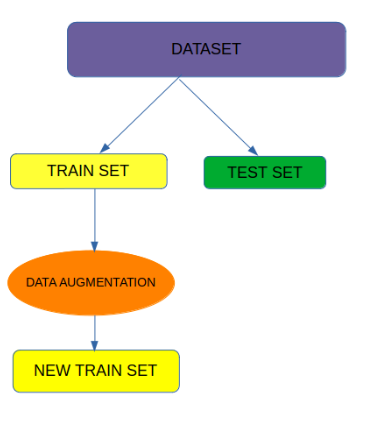 DATASET
TRAIN SET
TEST SET
DATA AUGMENTATION
NEW TRAIN SET